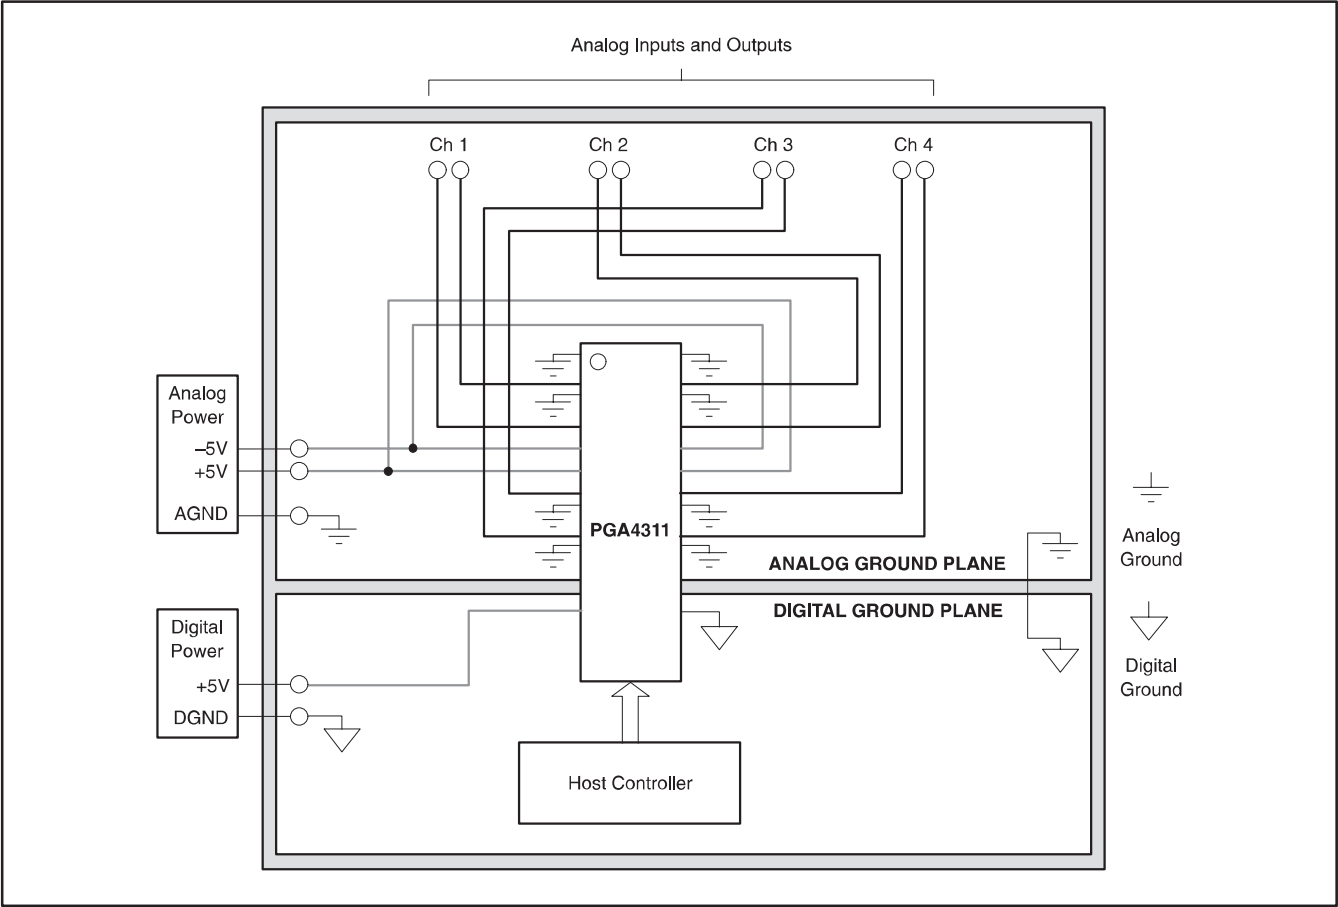 Analog Inputs and Outputs
Ch 1
Ch 2
Ch 3
Ch 4
Analog
Power
–5V
+5V
AGND
PGA4311
Analog
Ground
ANALOG GROUND PLANE
DIGITAL GROUND PLANE
Digital
Power
+5V
DGND
Digital
Ground
Host Controller